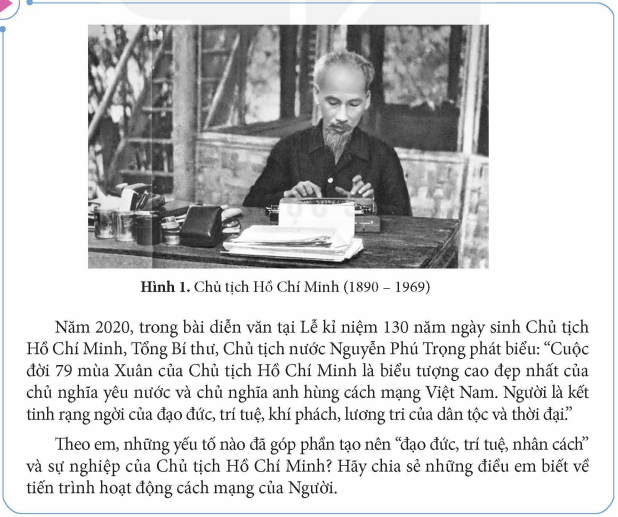 Hình 1. Chủ tịch Hồ Chí Minh (1890 – 1969)
Năm 2020, trong bài diễn văn tại Lễ kỉ niệm 130 năm ngày sinh Chủ tịch
Hồ Chí Minh, Tổng Bí thư, Chủ tịch nước Nguyễn Phú Trọng phát biểu: “Cuộc
đời 79 mùa Xuân của Chủ tịch Hồ Chí Minh là biểu tượng cao đẹp nhất của
chủ nghĩa yêu nước và chủ nghĩa anh hùng cách mạng Việt Nam. Người là kết
tinh rạng ngời của đạo đức, trí tuệ, khí phách, lương tri của dân tộc và thời đại.”
Theo em, những yếu tố nào đã góp phần tạo nên “đạo đức, trí tuệ, nhân cách”
và sự nghiệp của Chủ tịch Hồ Chí Minh? Hãy chia sẻ những điều em biết về
tiến trình hoạt động cách mạng của Người.